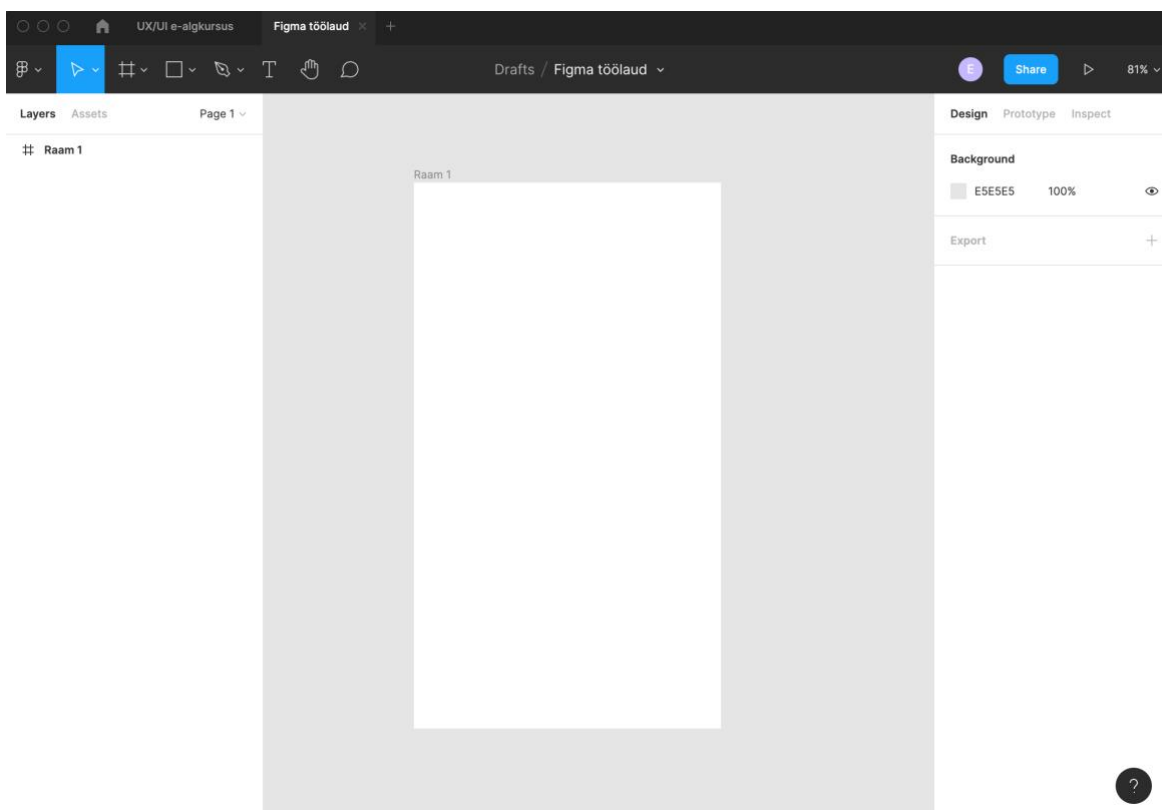 UX/UI e-algkursus
Figma töölaud
Drafts / Figma töölaud
E
Share
81%
Layers Assets Page 1
Raam 1
Raam 1
Design Prototype Inspect
Background
E5E5E5 100%
Export
?